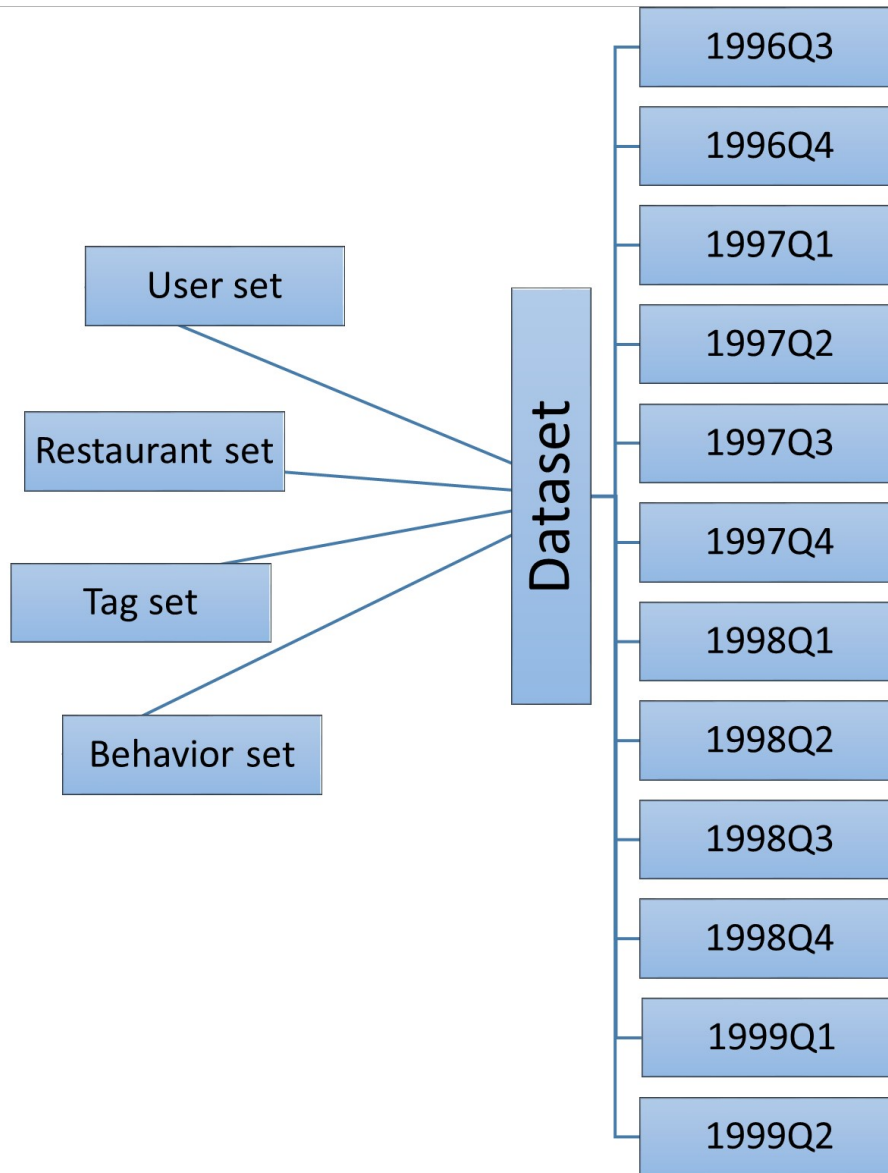 User set
Restaurant set
Tag set
Behavior set
Dataset
1996Q3
1996Q4
1997Q1
1997Q2
1997Q3
1997Q4
1998Q1
1998Q2
1998Q3
1998Q4
1999Q1
1999Q2